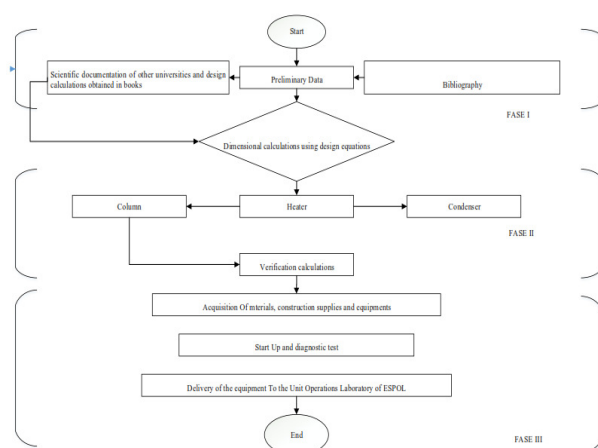 Start
Scientific documentation of other universities and design
calculations obtained in books
Preliminary Data
Bibliography
FASE I
Dimensional calculations using design equations
Column
Heater
Condenser
FASE II
Verification calculations
Acquisition Of mterials, construction supplies and equipments
Start Up and diagnostic test
Delivery of the equipment To the Unit Operations Laboratory of ESPOL
End
FASE III